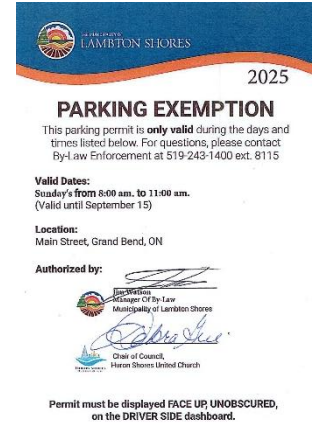 LAMBTON SHORES
2025
PARKING EXEMPTION
This parking permit is only valid during the days and
times listed below. For questions, please contact
By-Law Enforcement at 519-243-1400 ext. 8115
Valid Dates:
Sunday's from 8:00 am. to 11:00 am.
(Valid until September 15)
Location:
Main Street, Grand Bend, ON
Authorized by:
Jim Watson
Manager Of By-Law
Municipality of Lambton Shores
Chair of Council,
Huron Shores United Church
Permit must be displayed FACE UP, UNOBSCURED,
on the DRIVER SIDE dashboard.